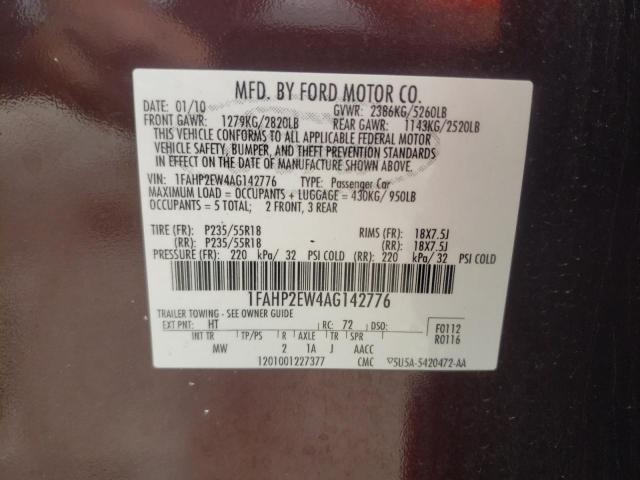 MFD. BY FORD MOTOR CO.
DATE: 01/10 GVWR: 2386KG/5260LB
FRONT GAWR: 1279KG/2820LB REAR GAWR: 1143KG/2520LB
THIS VEHICLE CONFORMS TO ALL APPLICABLE FEDERAL MOTOR
VEHICLE SAFETY, BUMPER, AND THEFT PREVENTION STANDARDS
IN EFFECT ON THE DATE OF MANUFACTURE SHOWN ABOVE.
VIN: 1FAHP2EW4AG142776 TYPE: Passenger Car
MAXIMUM LOAD = OCCUPANTS + LUGGAGE = 430KG/ 950LB
OCCUPANTS = 5 TOTAL: 2 FRONT, 3 REAR
TIRE (FR): P235/55R18 RIMS (FR): 18X7.5J
(RR): P235/55R18 (RR): 18X7.5J
PRESSURE (FR): 220 kPa/ 32 PSI COLD (RR): 220 kPa/ 32 PSI COLD
1FAHP2EW4AG142776
TRAILER TOWING - SEE OWNER GUIDE
EXT PNT: HT RC: 72 DSO: F0112
R0116
INT TR TP/PS R AXLE TR SPR
MW 2 1A J AACC
1201001227377 CMC ▽5U5A-5420472-AA